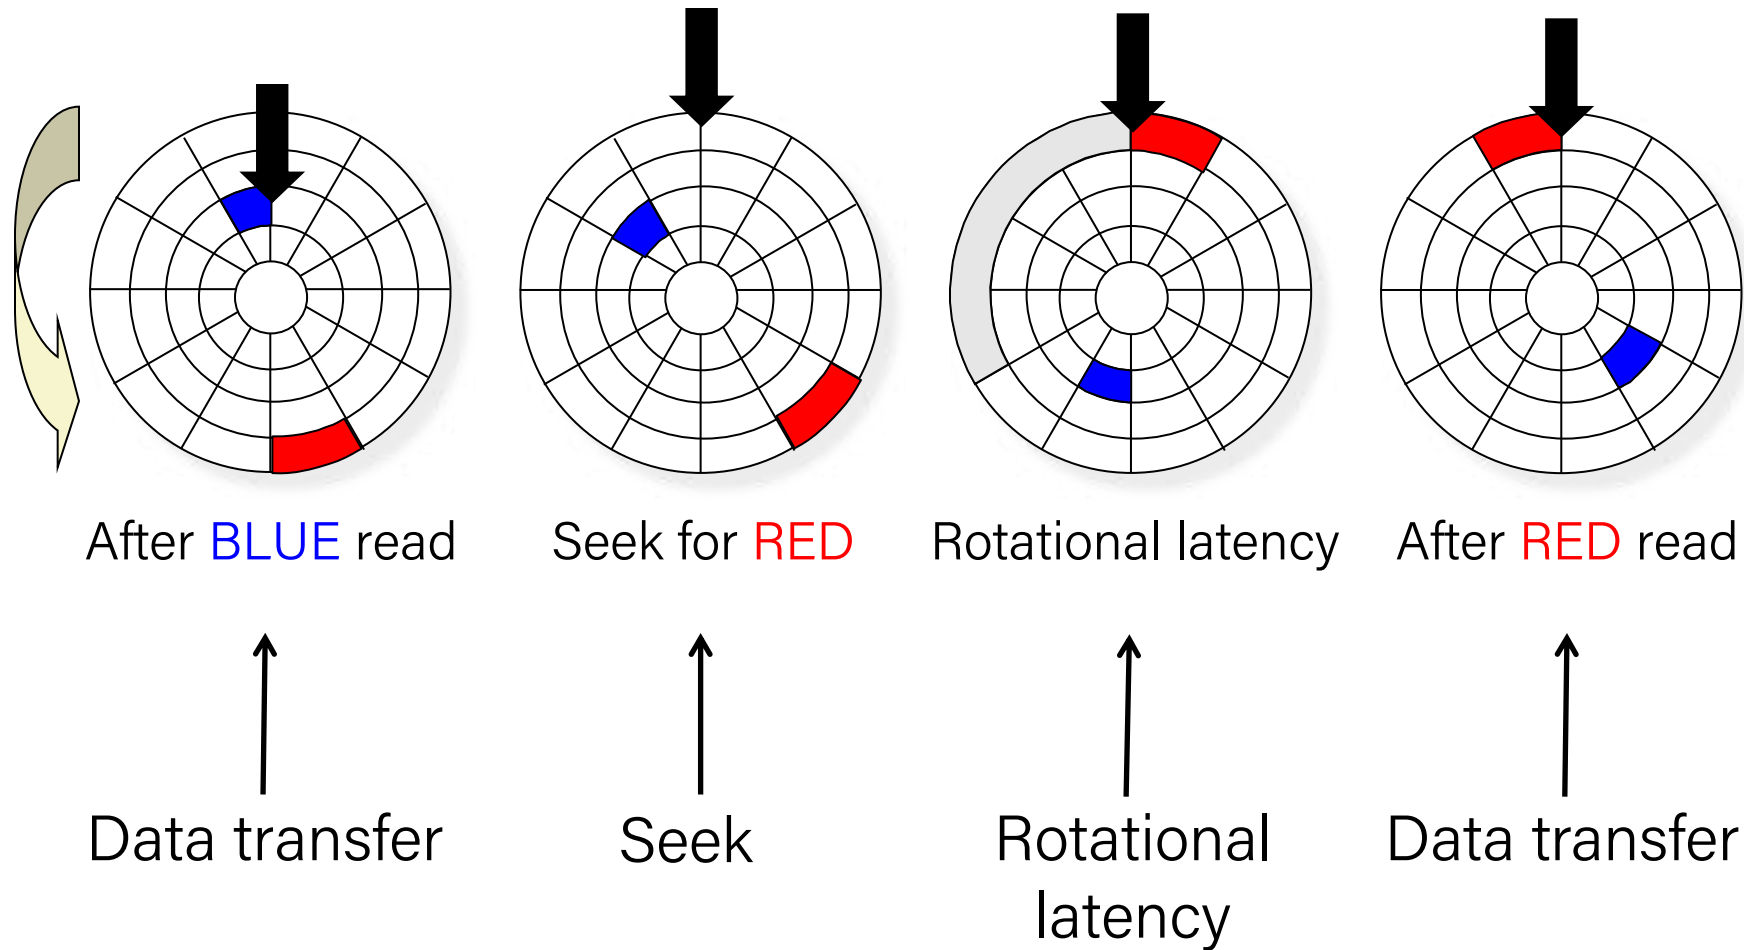 After BLUE read
Seek for RED
Rotational latency
After RED read
Data transfer
Seek
Rotational
latency
Data transfer